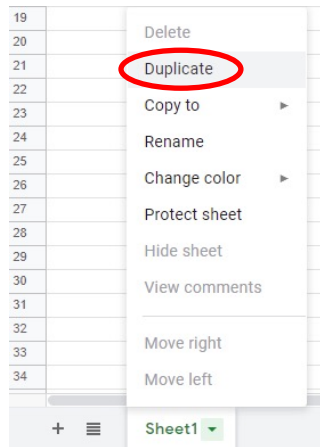 19
20
21
22
23
24
25
26
27
28
29
30
31
32
33
34
Delete
Duplicate
Copy to
Rename
Change color
Protect sheet
Hide sheet
View comments
Move right
Move left
Sheet1